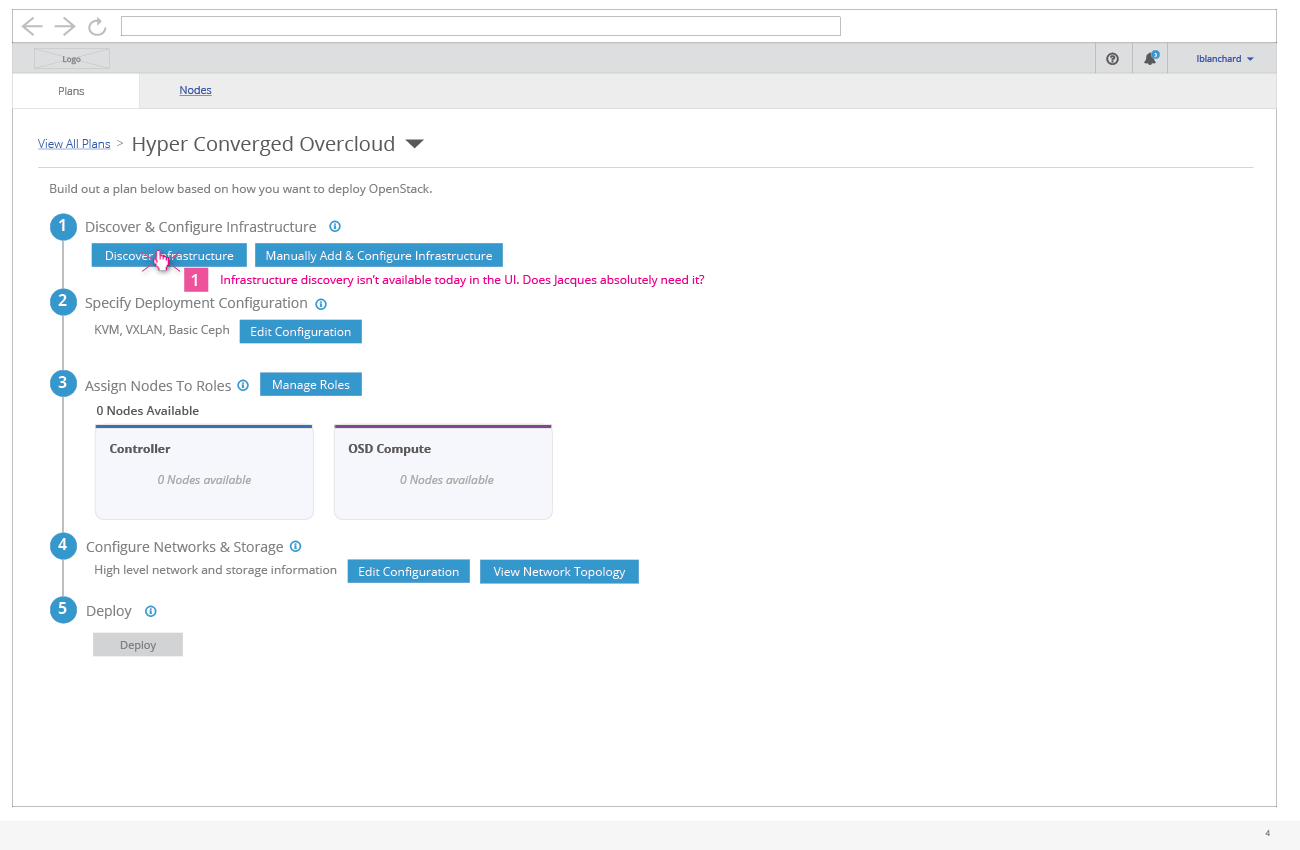 Logo
3
lblanchard
Plans
Nodes
View All Plans > Hyper Converged Overcloud
Build out a plan below based on how you want to deploy OpenStack.
1 Discover & Configure Infrastructure
Discover Infrastructure Manually Add & Configure Infrastructure
1 Infrastructure discovery isn’t available today in the UI. Does Jacques absolutely need it?
2 Specify Deployment Configuration
KVM, VXLAN, Basic Ceph Edit Configuration
3 Assign Nodes To Roles Manage Roles
0 Nodes Available
Controller OSD Compute
0 Nodes available 0 Nodes available
4 Configure Networks & Storage
High level network and storage information Edit Configuration View Network Topology
5 Deploy
Deploy
4